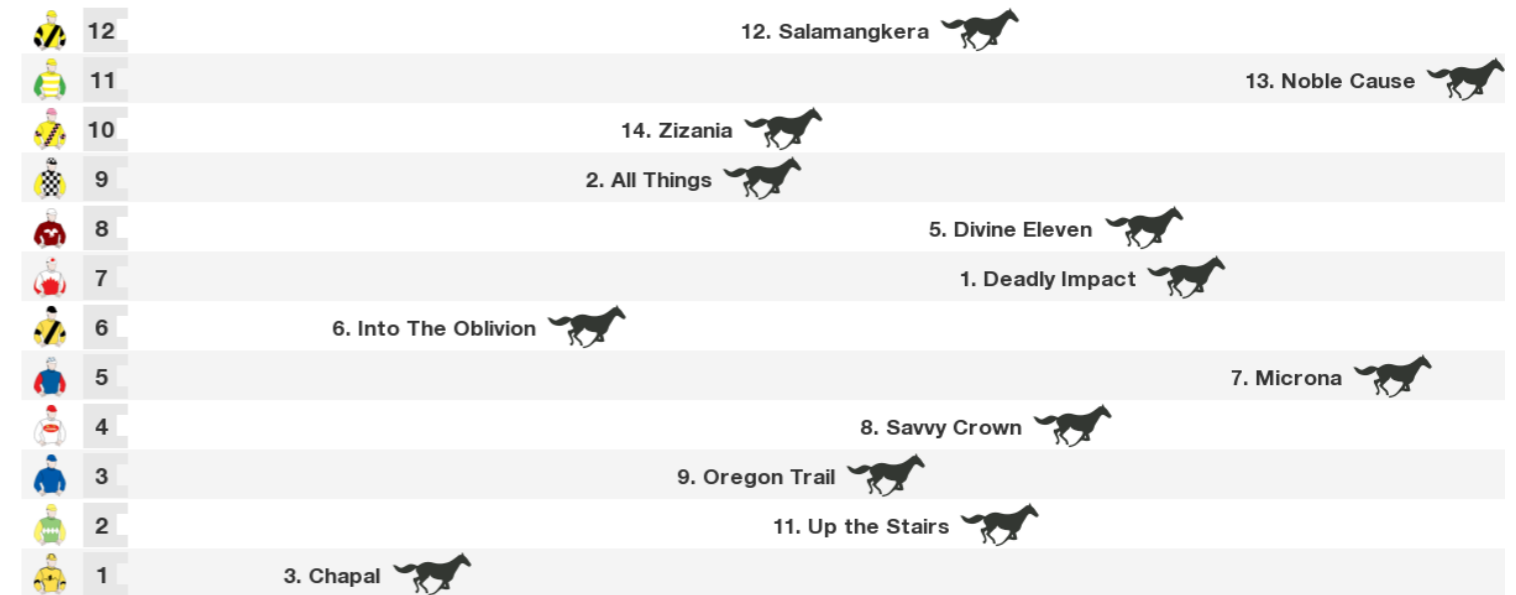 12 12. Salamangkera
11 13. Noble Cause
10 14. Zizania
9 2. All Things
8 5. Divine Eleven
7 1. Deadly Impact
6 6. Into The Oblivion
5 7. Microna
4 8. Savvy Crown
3 9. Oregon Trail
2 11. Up the Stairs
1 3. Chapal